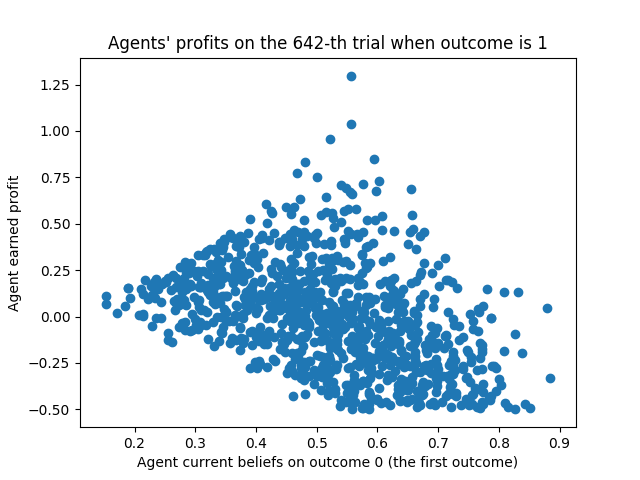 Agents' profits on the 642-th trial when outcome is 1
1.25
1.00
0.75
0.50
0.25
0.00
−0.25
−0.50
Agent earned profit
0.2 0.3 0.4 0.5 0.6 0.7 0.8 0.9
Agent current beliefs on outcome 0 (the first outcome)